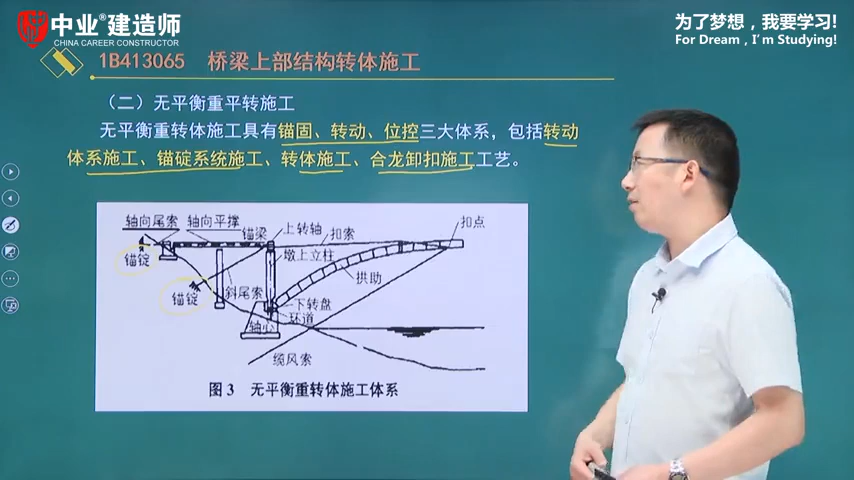 中业®建造师
CHINA CAREER CONSTRUCTOR
为了梦想，我要学习!
For Dream , I'm Studying!
1B413065 桥梁上部结构转体施工
（二）无平衡重平转施工
无平衡重转体施工具有锚固、转动、位控三大体系，包括转动
体系施工、锚碇系统施工、转体施工、合龙卸扣施工工艺。
轴向尾索
轴向平撑
锚梁
上转轴
扣索
扣点
锚锭
墩上立柱
拱助
锚锭
斜尾索
下转盘
环道
轴心
缆风索
图 3 无平衡重转体施工体系